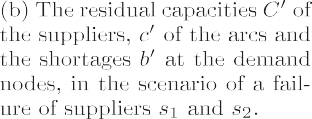 (b) The residual capacities C′ of
the suppliers, c′ of the arcs and
the shortages b′ at the demand
nodes, in the scenario of a fail-
ure of suppliers s₁ and s₂.